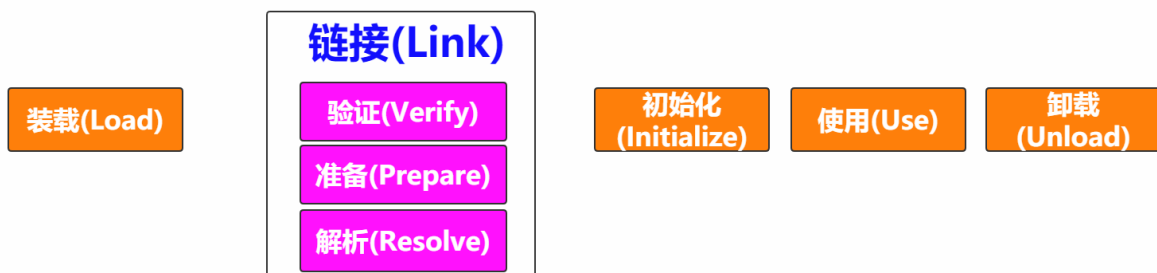 装载(Load)
链接(Link)
验证(Verify)
准备(Prepare)
解析(Resolve)
初始化
(Initialize)
使用(Use)
卸载
(Unload)